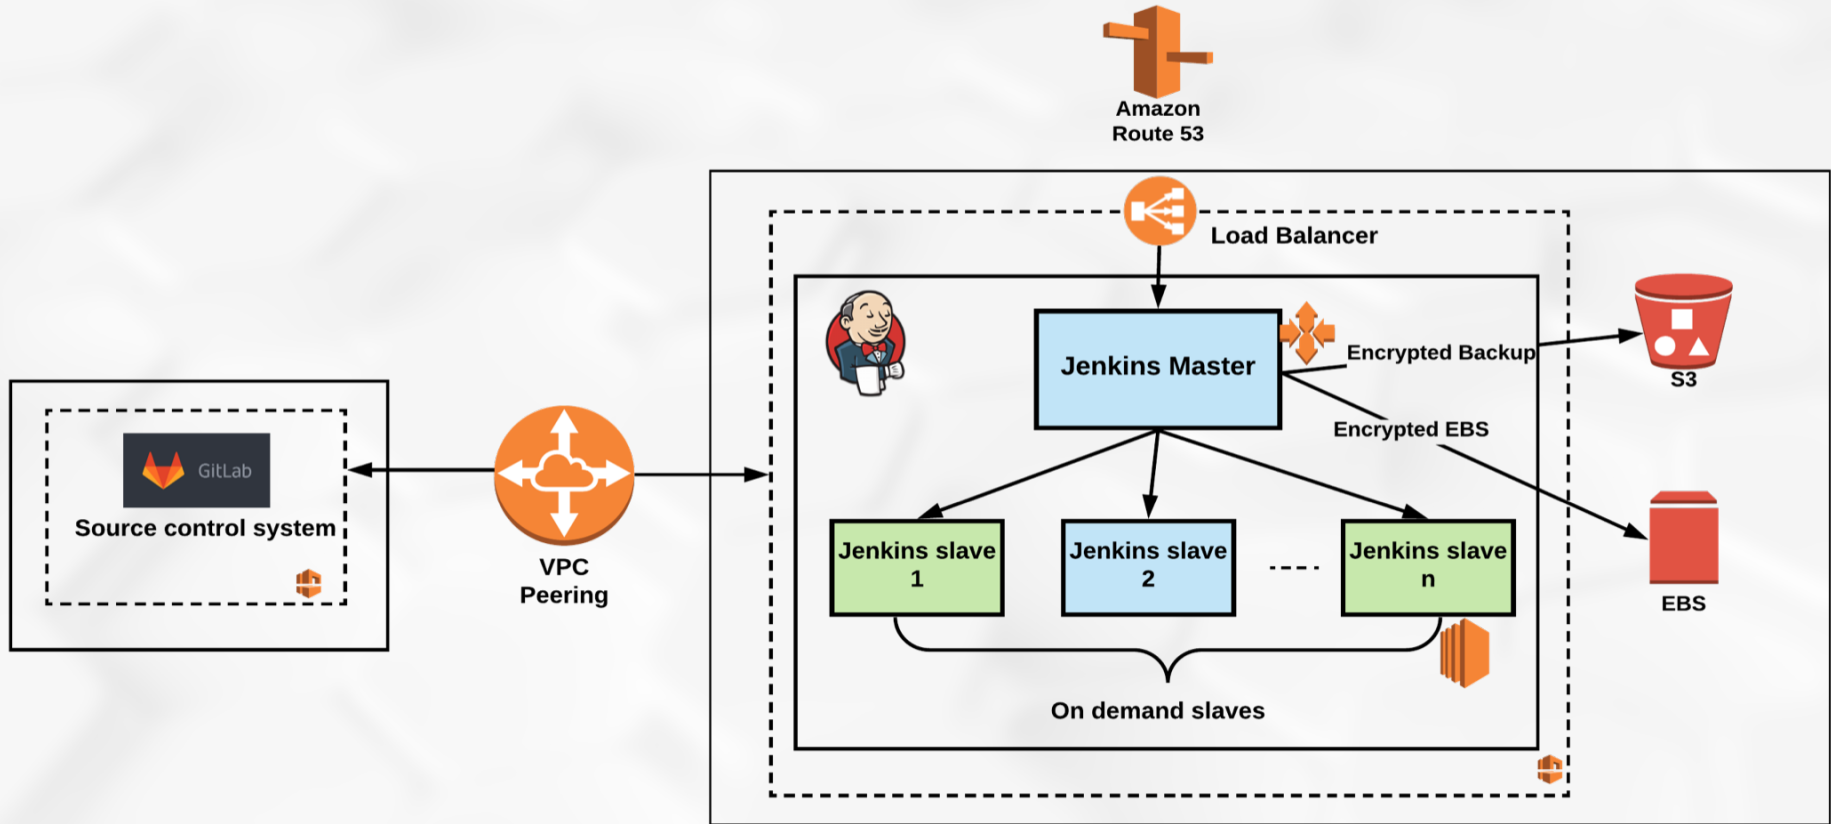 Amazon
Route 53
Load Balancer
Jenkins Master
Encrypted Backup
S3
Encrypted EBS
GitLab
Source control system
VPC
Peering
Jenkins slave
1
Jenkins slave
2
Jenkins slave
n
EBS
On demand slaves